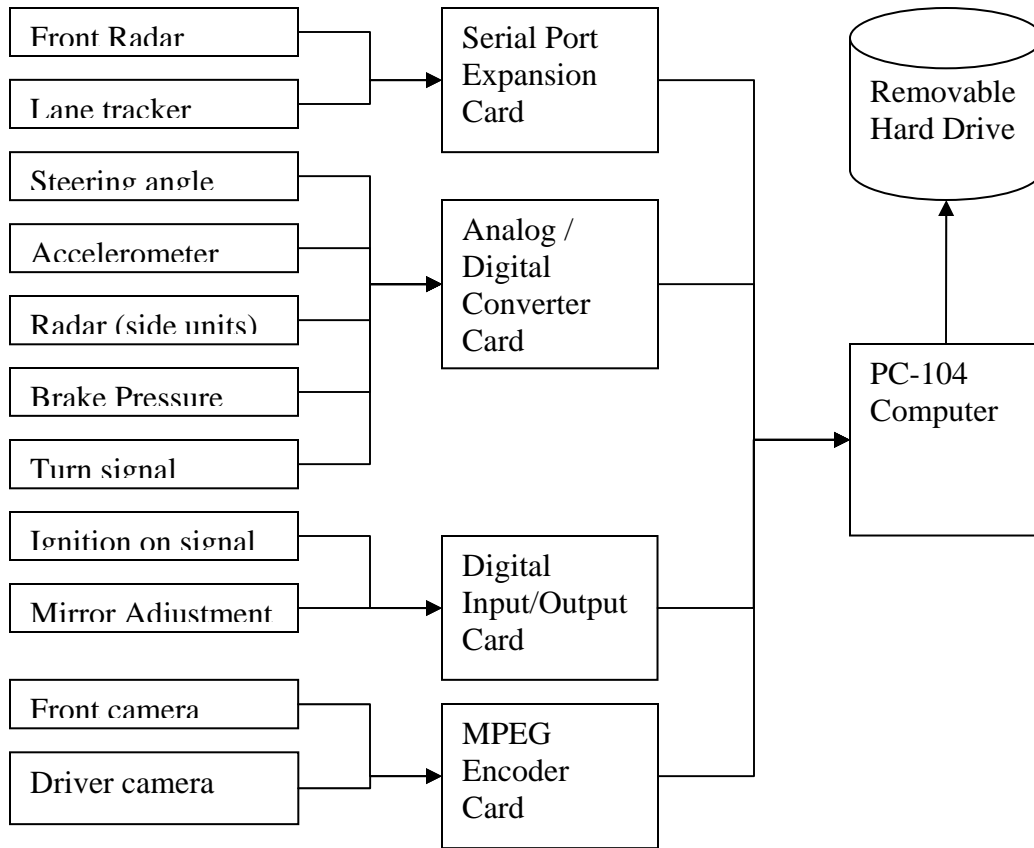 Front Radar
Lane tracker
Steering angle
Accelerometer
Radar (side units)
Brake Pressure
Turn signal
Ignition on signal
Mirror Adjustment
Front camera
Driver camera
Serial Port
Expansion
Card
Analog /
Digital
Converter
Card
Digital
Input/Output
Card
MPEG
Encoder
Card
Removable
Hard Drive
PC-104
Computer